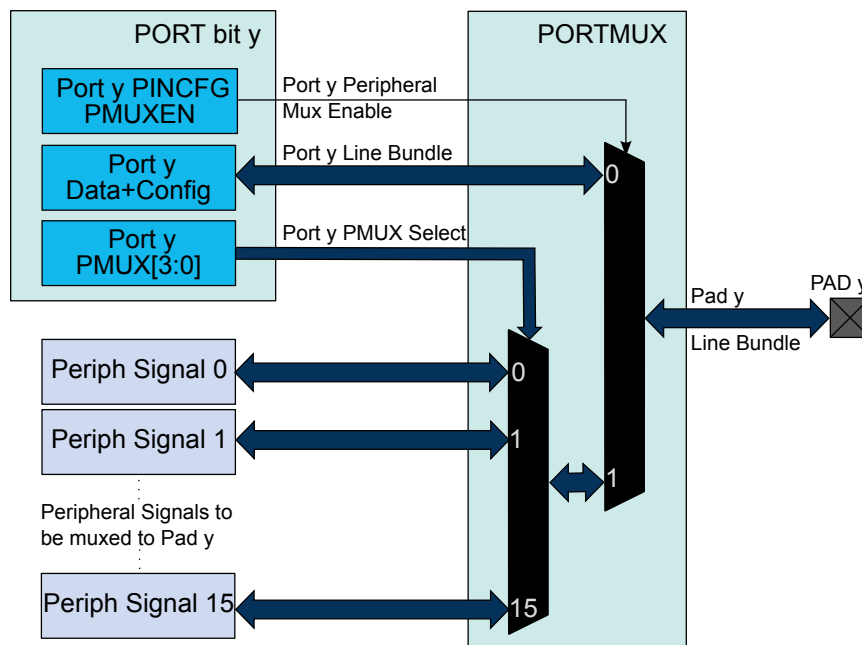 PORT bit y
PORTMUX
Port y PINCFG
PMUXEN
Port y Peripheral
Mux Enable
Port y
Data+Config
Port y Line Bundle
0
Port y
PMUX[3:0]
Port y PMUX Select
Pad y
Line Bundle
PAD y
Periph Signal 0
0
Periph Signal 1
1
1
Peripheral Signals to
be muxed to Pad y
Periph Signal 15
15